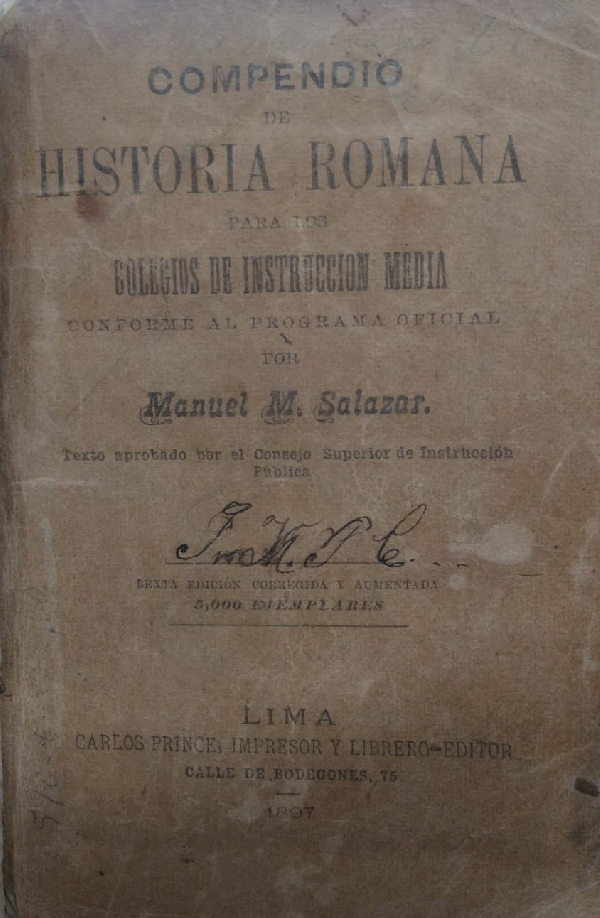 COMPENDIO
DE
HISTORIA ROMANA
PARA LOS
COLEGIOS DE INSTRUCCION MEDIA
CONFORME AL PROGRAMA OFICIAL
POR
Manuel M. Salazar.
Texto aprobado por el Consejo Superior de Instrucción
Pública
SEXTA EDICIÓN CORREGIDA Y AUMENTADA
5,000 EJEMPLARES
LIMA
CARLOS PRINCE, IMPRESOR Y LIBRERO-EDITOR
CALLE DE BODEGONES, 75
1897